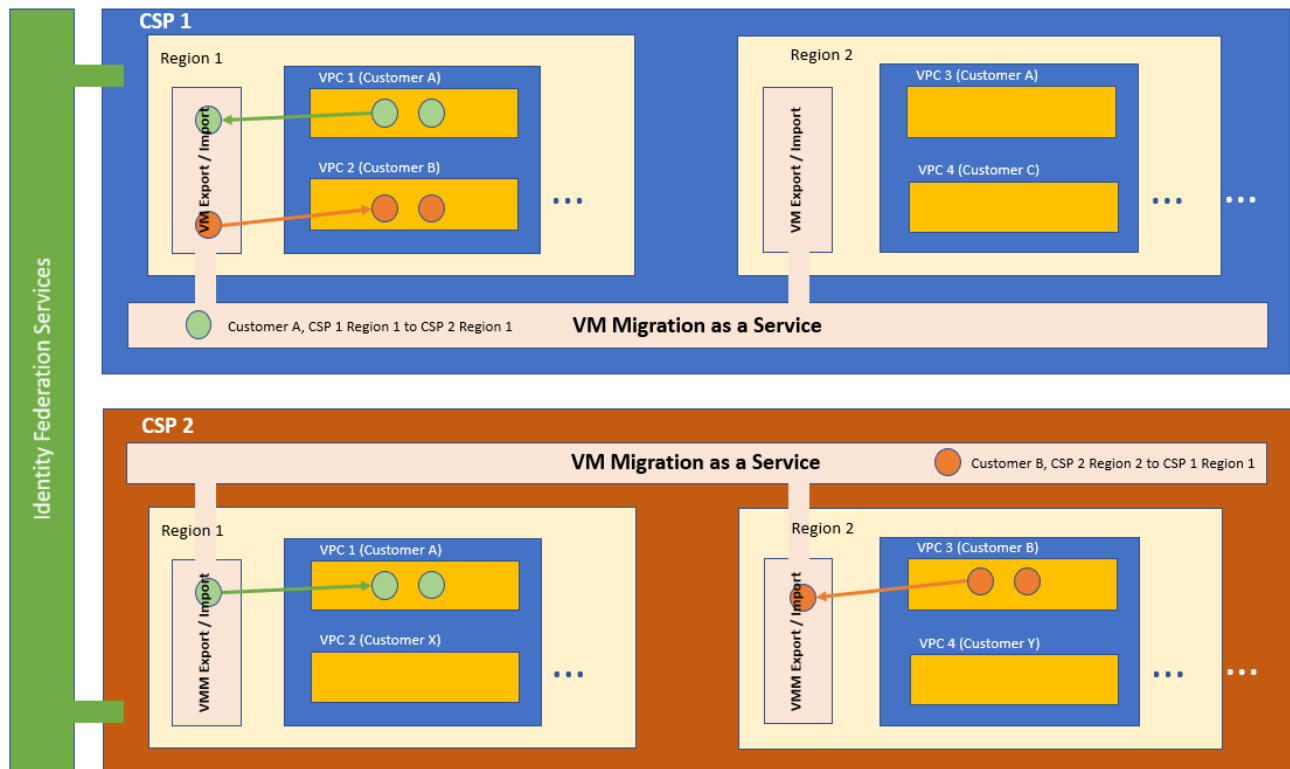 Identity Federation Services
CSP 1
Region 1
VM Export / Import
VPC 1 (Customer A)
VPC 2 (Customer B)
...
Region 2
VM Export / Import
VPC 3 (Customer A)
VPC 4 (Customer C)
...
...
Customer A, CSP 1 Region 1 to CSP 2 Region 1
VM Migration as a Service
CSP 2
VM Migration as a Service
Customer B, CSP 2 Region 2 to CSP 1 Region 1
Region 1
VMM Export / Import
VPC 1 (Customer A)
VPC 2 (Customer X)
...
Region 2
VMM Export / Import
VPC 3 (Customer B)
VPC 4 (Customer Y)
...
...